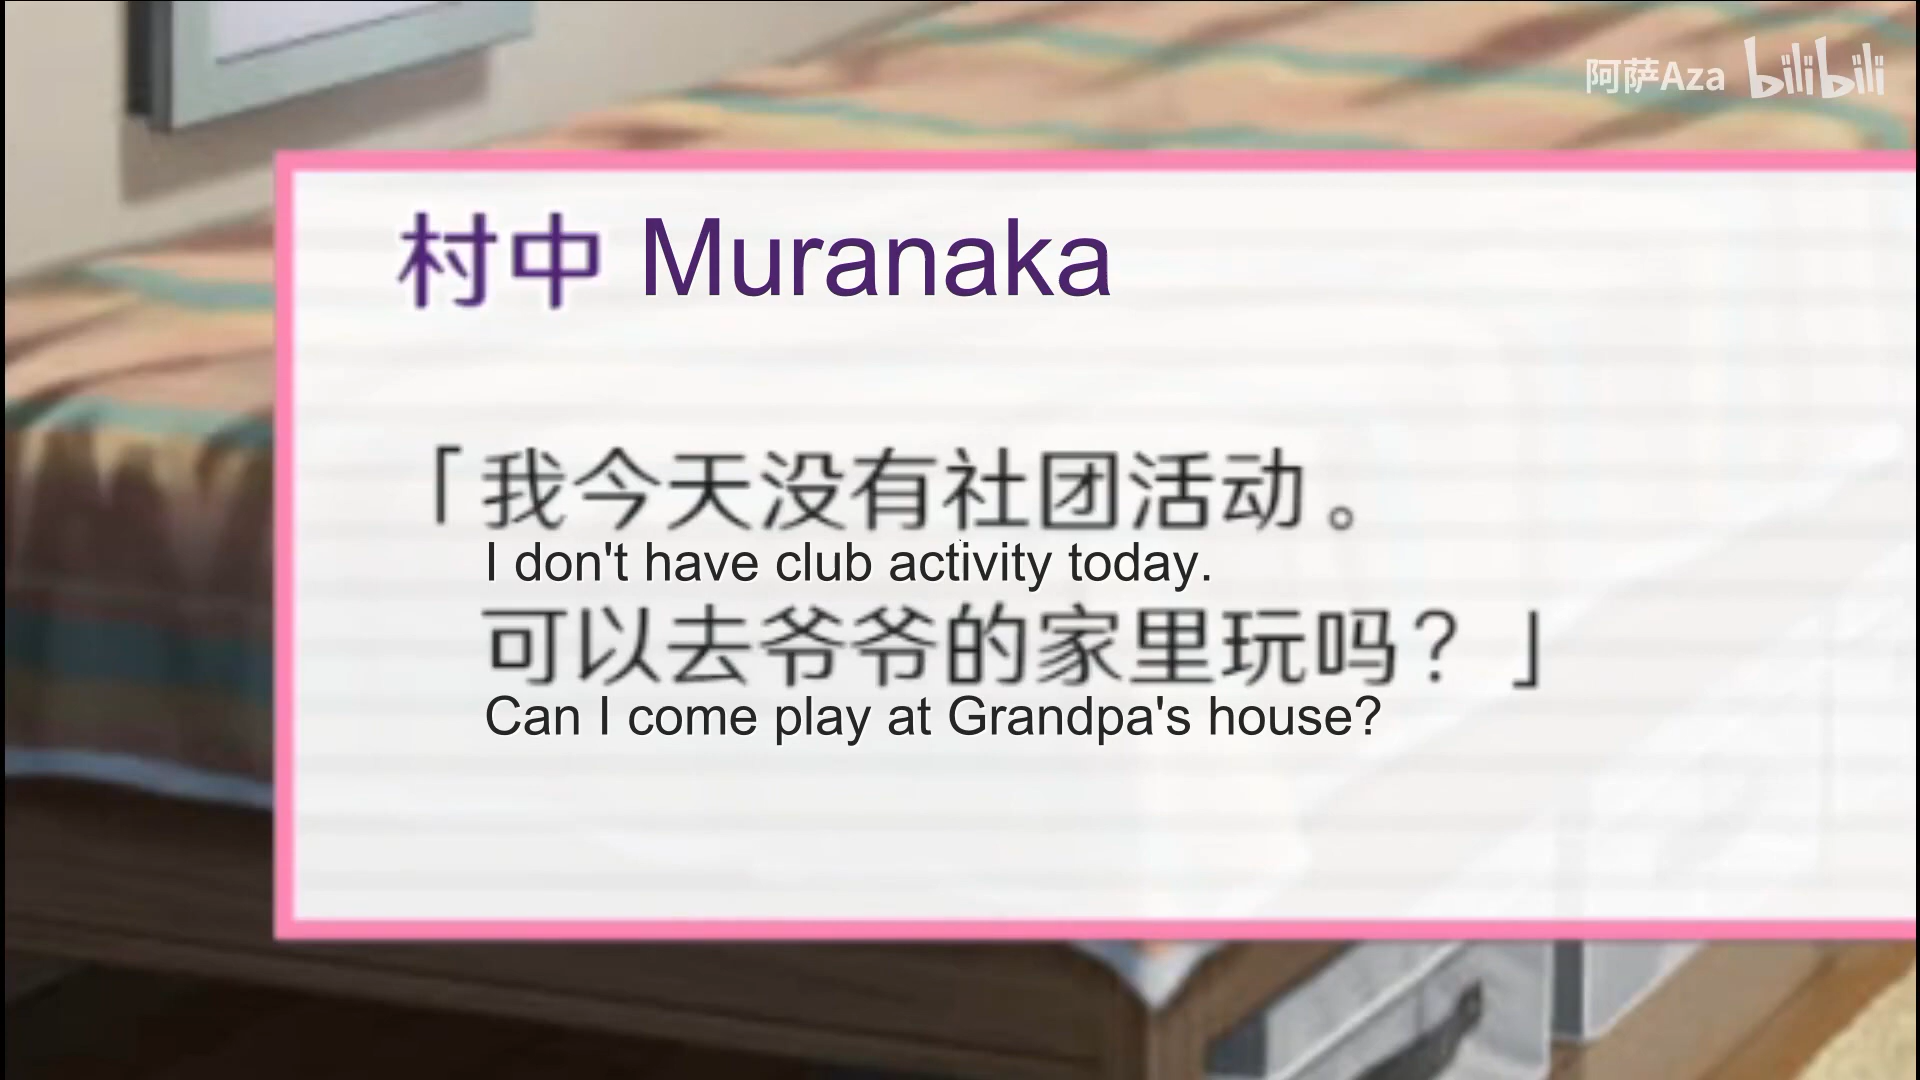 阿萨Aza bilibili
村中 Muranaka
「我今天没有社团活动。
I don't have club activity today.
可以去爷爷的家里玩吗？」
Can I come play at Grandpa's house?